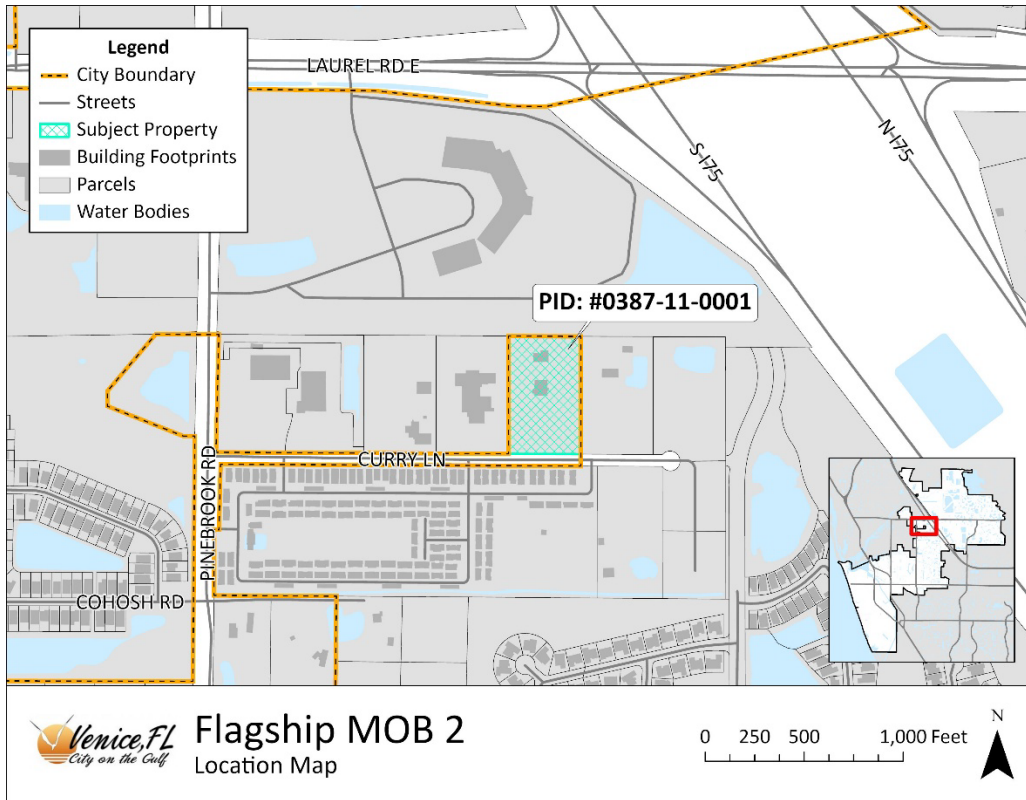 Legend
City Boundary
Streets
Subject Property
Building Footprints
Parcels
Water Bodies
LAUREL RD E
S I75
N I75
PID: #0387-11-0001
CURRY LN
PINEBROOK RD
COHOSH RD
Venice, FL
City on the Gulf
Flagship MOB 2
Location Map
0 250 500 1,000 Feet
N